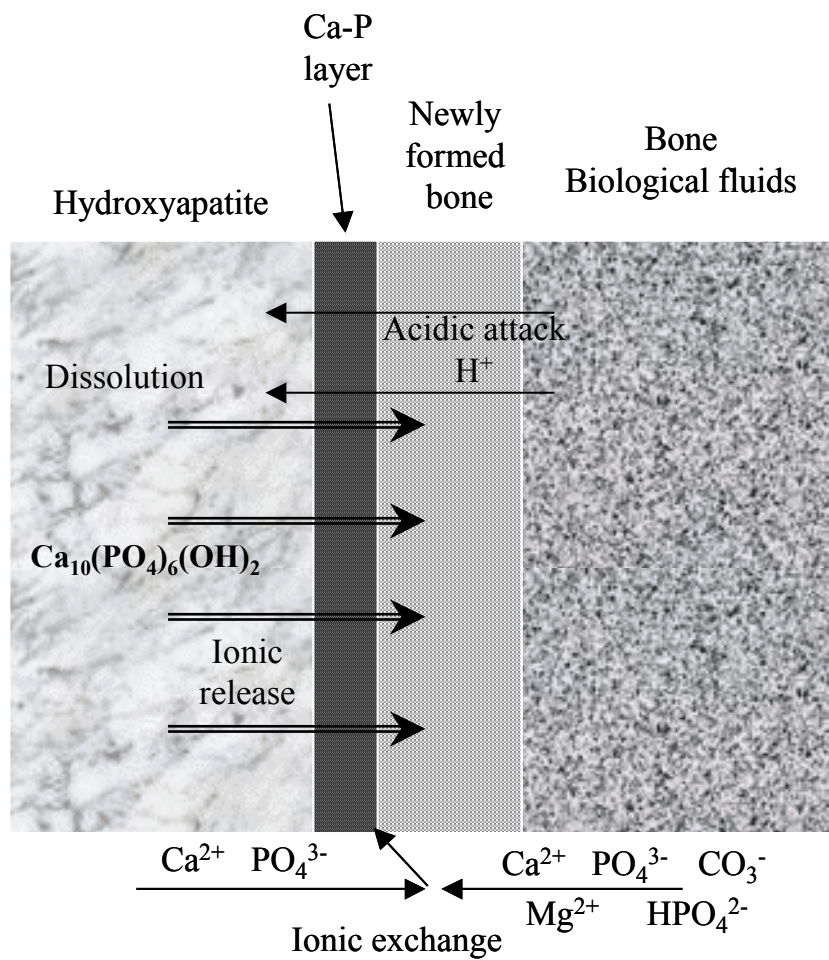 Ca-P
layer
Newly
formed
bone
Bone
Biological fluids
Hydroxyapatite
Acidic attack
H⁺
Dissolution
Ca₁₀(PO₄)₆(OH)₂
Ionic
release
Ca²⁺ PO₄³⁻
Ca²⁺ PO₄³⁻ CO₃⁻
Mg²⁺ HPO₄²⁻
Ionic exchange